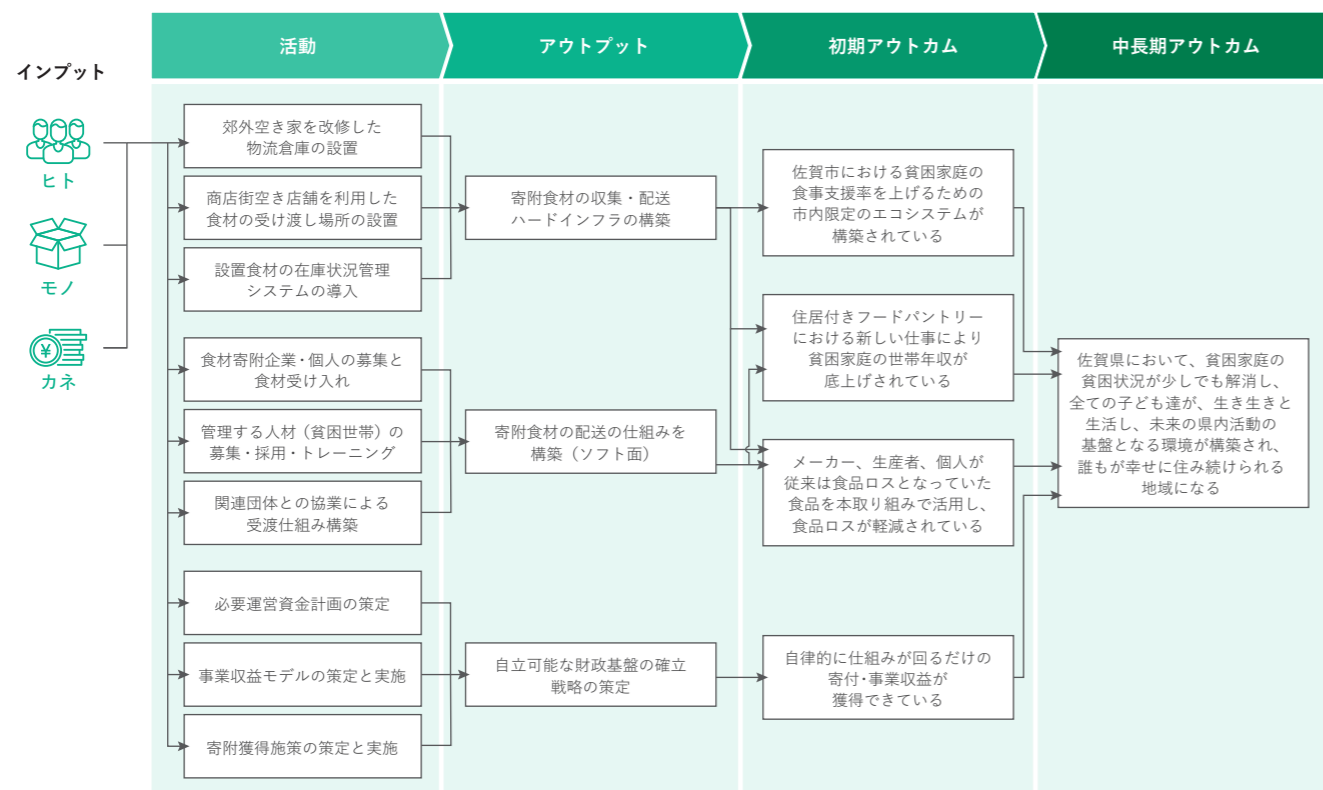 インプット
ヒト
モノ
¥
カネ
活動
郊外空き家を改修した
物流倉庫の設置
商店街空き店舗を利用した
食材の受け渡し場所の設置
設置食材の在庫状況管理
システムの導入
食材寄附企業・個人の募集と
食材受け入れ
管理する人材（貧困世帯）の
募集・採用・トレーニング
関連団体との協業による
受渡仕組み構築
必要運営資金計画の策定
事業収益モデルの策定と実施
寄附獲得施策の策定と実施
アウトプット
寄附食材の収集・配送
ハードインフラの構築
寄附食材の配送の仕組みを
構築（ソフト面）
自立可能な財政基盤の確立
戦略の策定
初期アウトカム
佐賀市における貧困家庭の
食事支援率を上げるための
市内限定のエコシステムが
構築されている
住居付きフードパントリー
における新しい仕事により
貧困家庭の世帯年収が
底上げされている
メーカー、生産者、個人が
従来は食品ロスとなっていた
食品を本取り組みで活用し、
食品ロスが軽減されている
自律的に仕組みが回るだけの
寄付・事業収益が
獲得できている
中長期アウトカム
佐賀県において、貧困家庭の
貧困状況が少しでも解消し、
全ての子ども達が、生き生きと
生活し、未来の県内活動の
基盤となる環境が構築され、
誰もが幸せに住み続けられる
地域になる